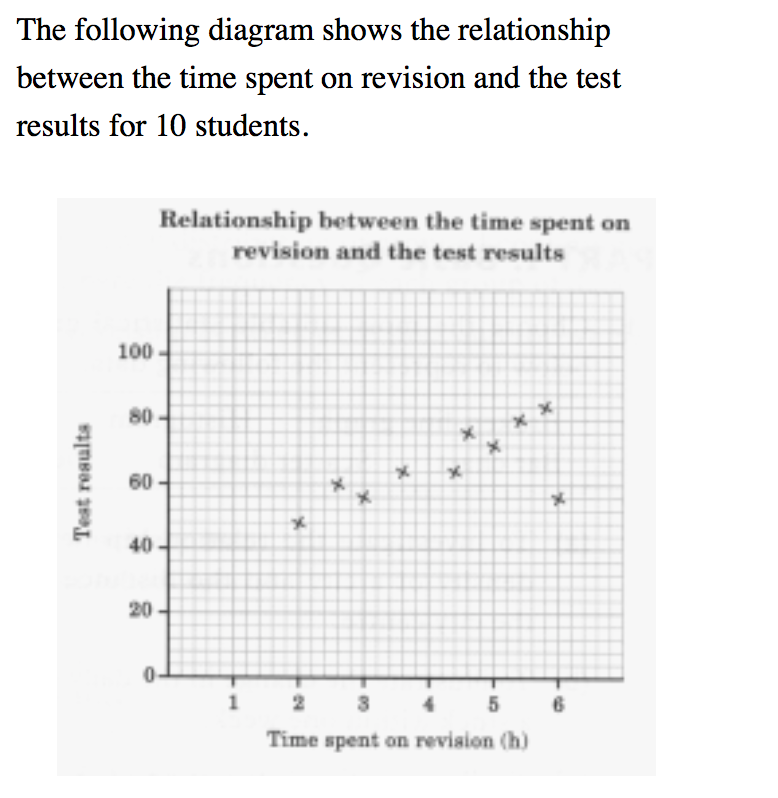 The following diagram shows the relationship
between the time spent on revision and the test
results for 10 students.
Relationship between the time spent on
revision and the test results
100
80
60
40
20
0
Test results
1 2 3 4 5 6
Time spent on revision (h)